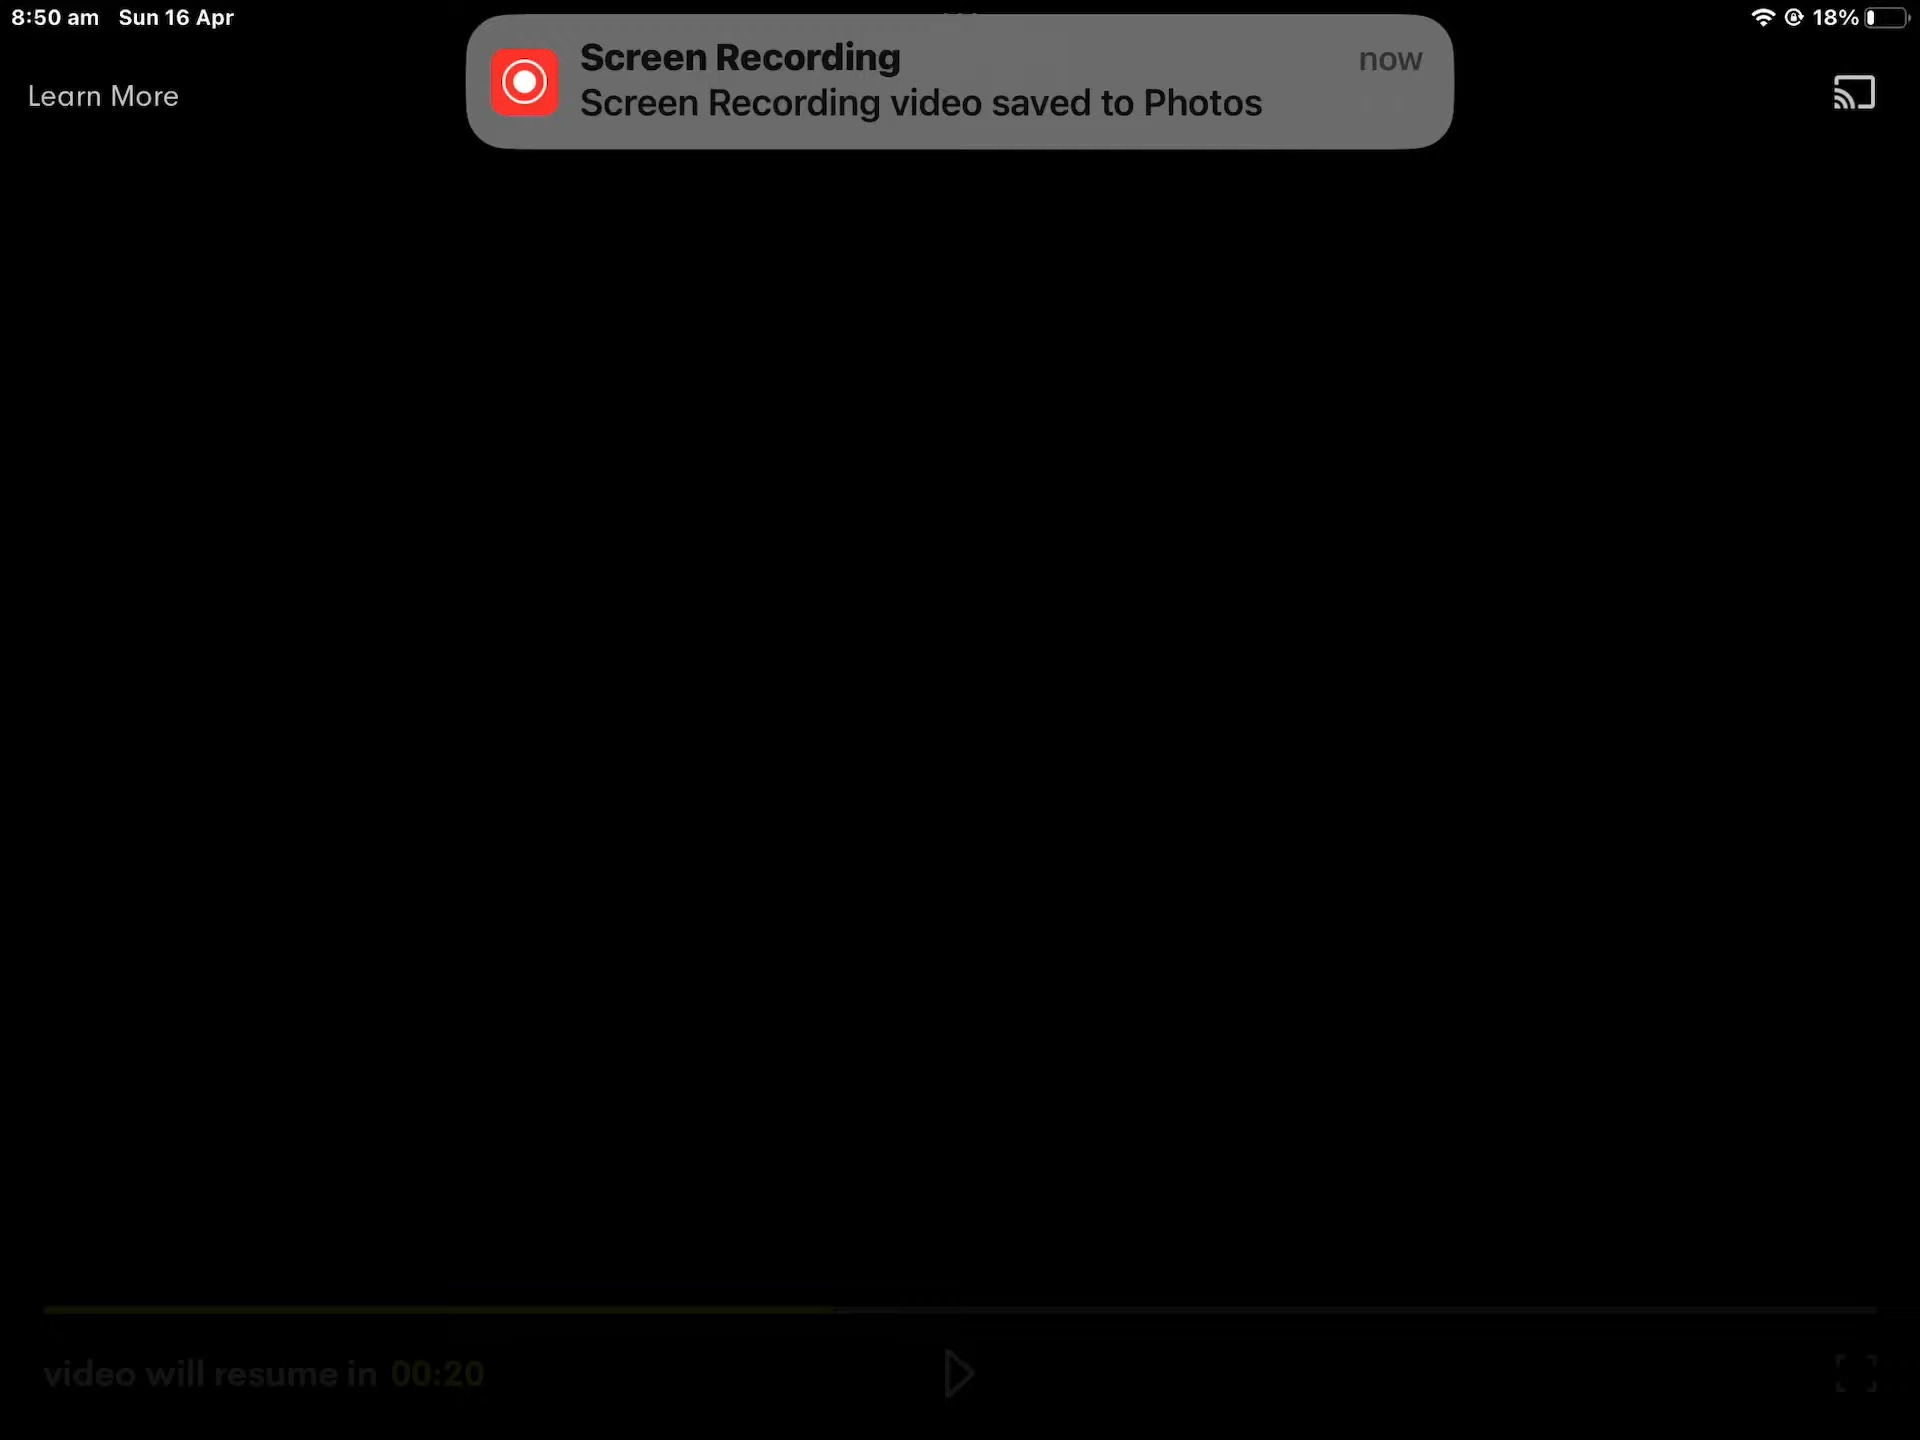 8:50 am Sun 16 Apr
18%
Screen Recording
now
Screen Recording video saved to Photos
Learn More
video will resume in 00:20